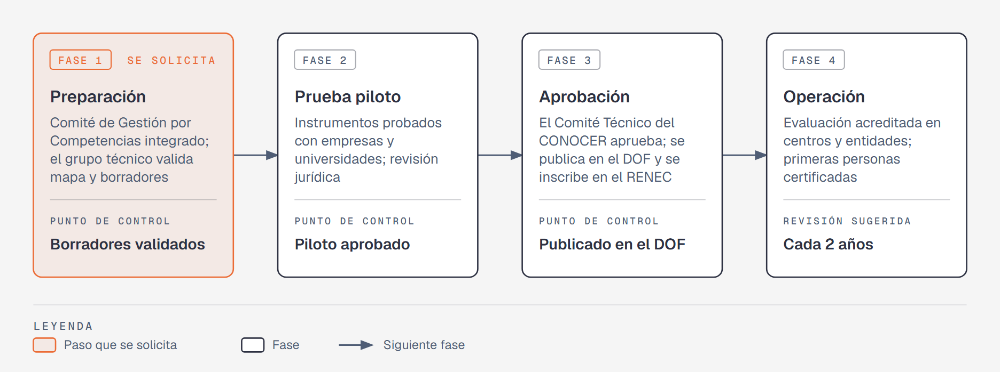 FASE 1 SE SOLICITA
Preparación
Comité de Gestión por
Competencias integrado;
el grupo técnico valida
mapa y borradores
PUNTO DE CONTROL
Borradores validados
FASE 2
Prueba piloto
Instrumentos probados
con empresas y
universidades; revisión
jurídica
PUNTO DE CONTROL
Piloto aprobado
FASE 3
Aprobación
El Comité Técnico del
CONOCER aprueba; se
publica en el DOF y se
inscribe en el RENEC
PUNTO DE CONTROL
Publicado en el DOF
FASE 4
Operación
Evaluación acreditada en
centros y entidades;
primeras personas
certificadas
REVISIÓN SUGERIDA
Cada 2 años
LEYENDA
Paso que se solicita
Fase
Siguiente fase